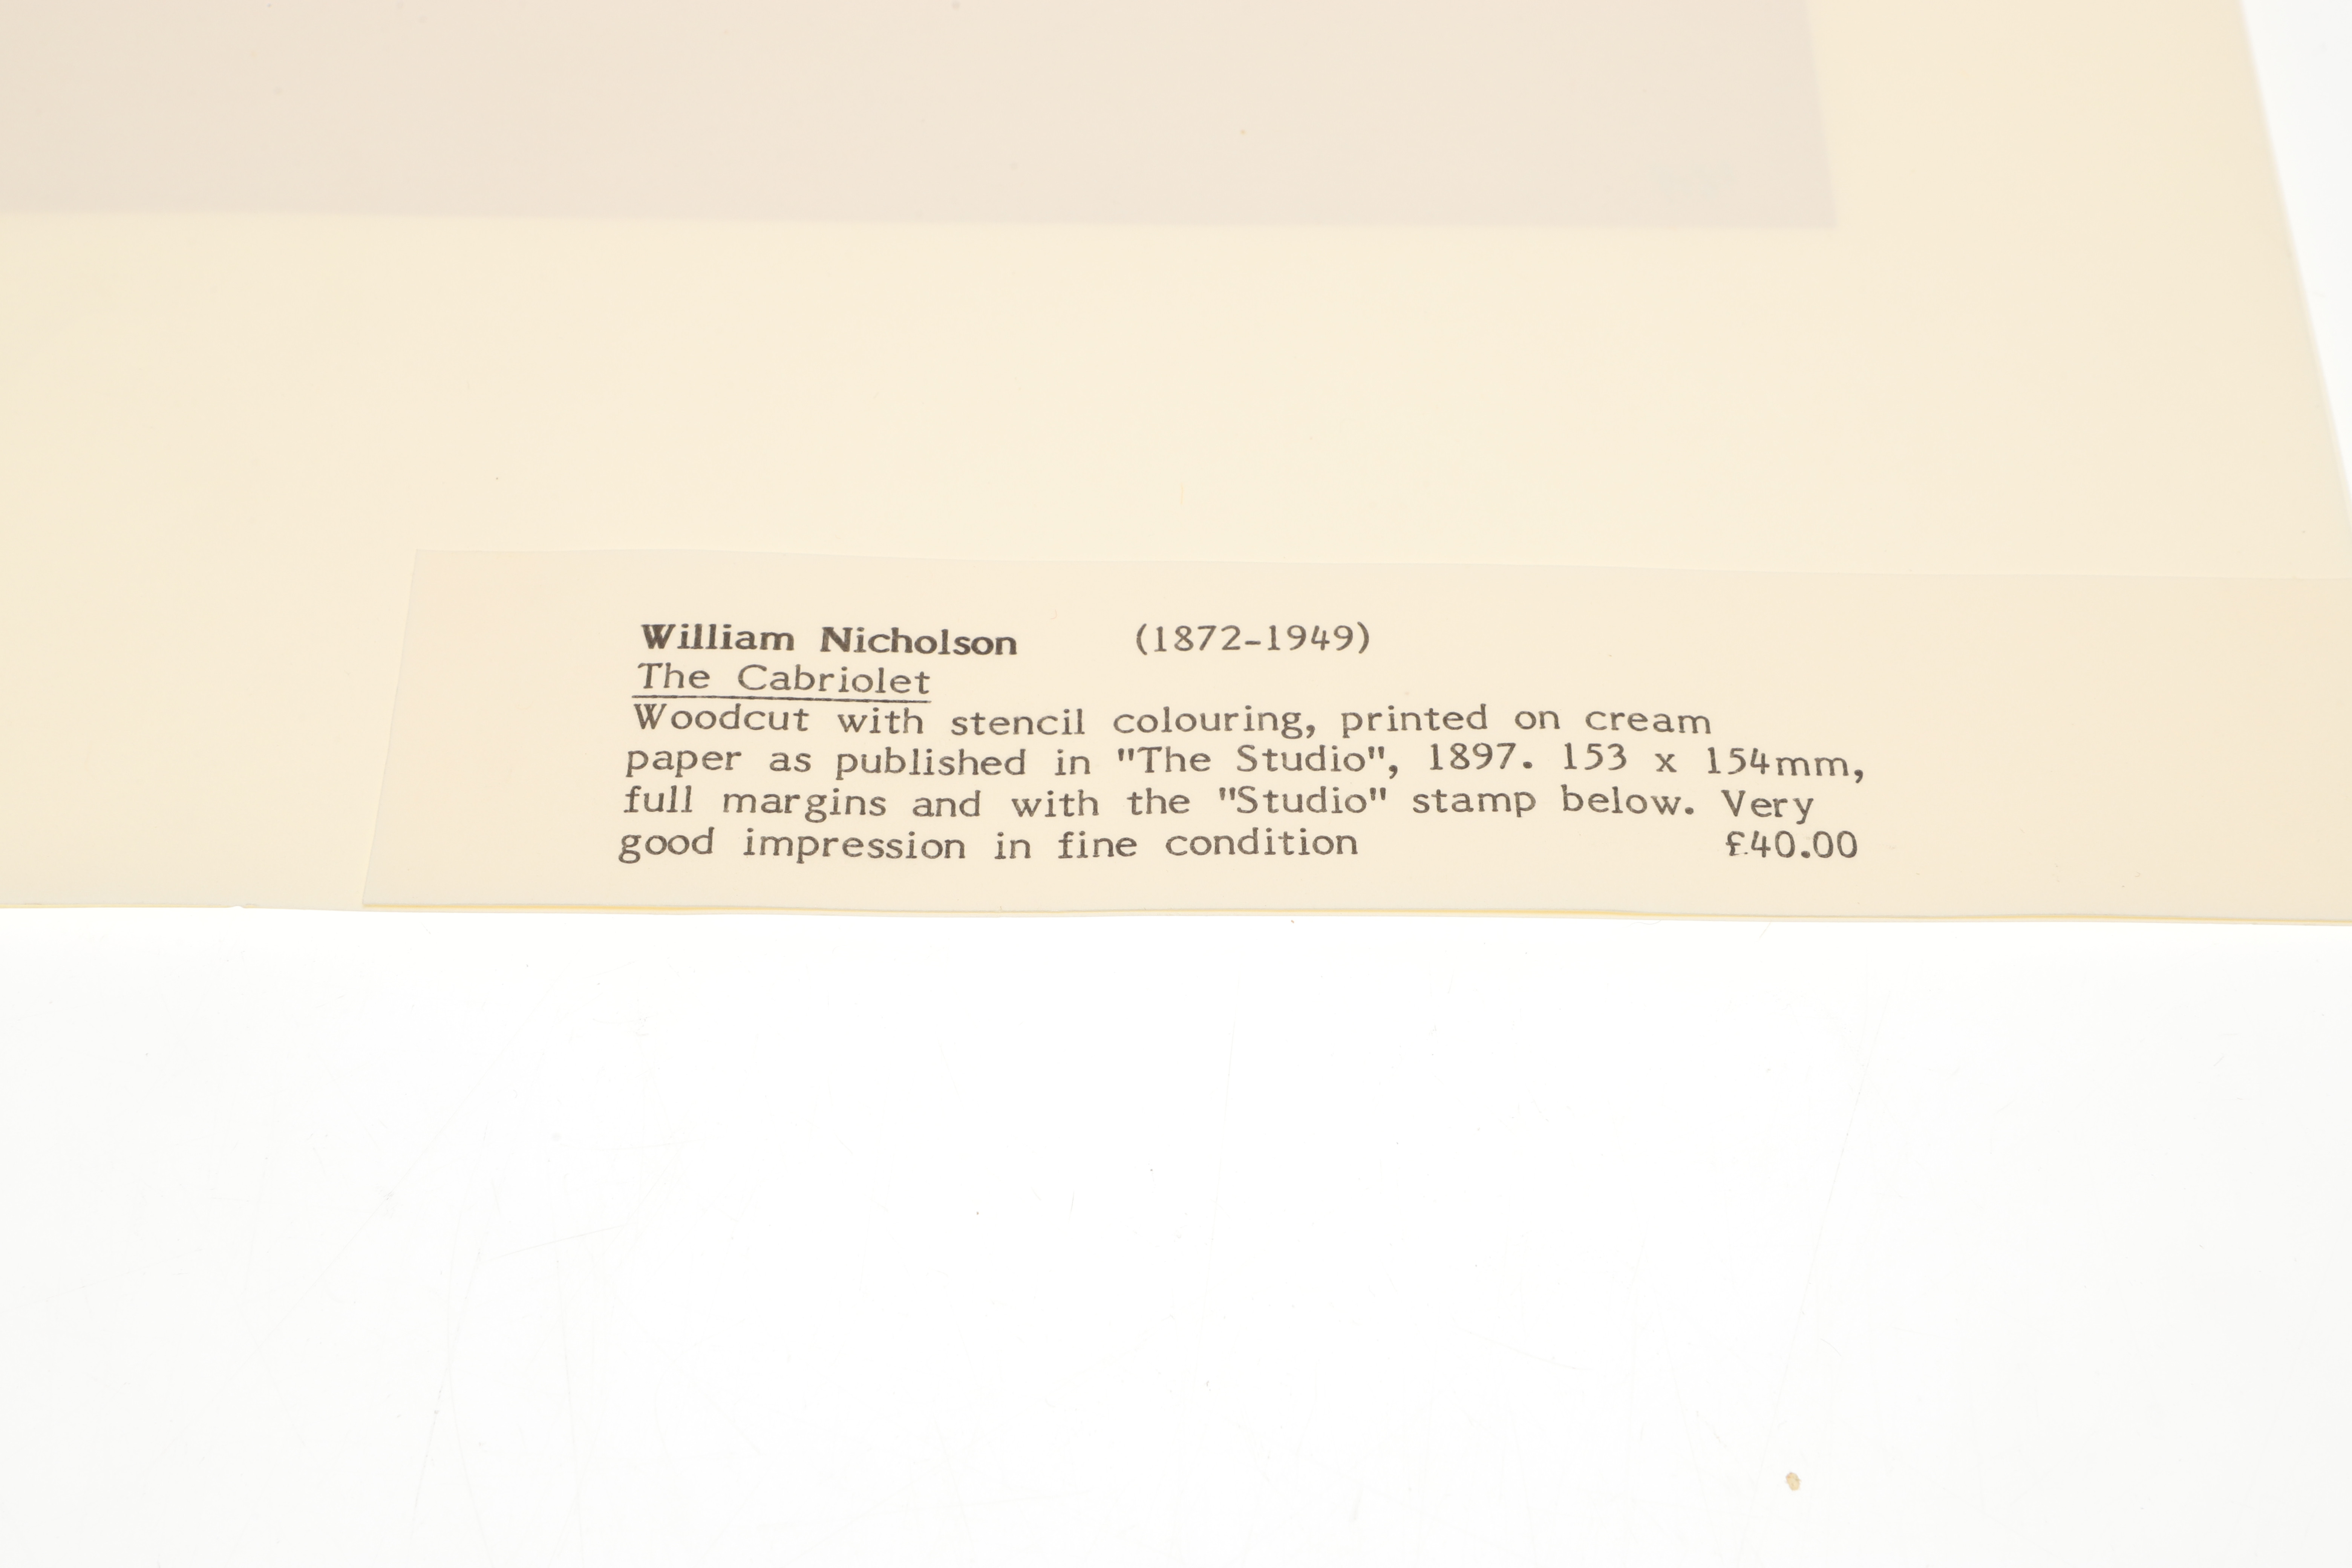 William Nicholson (1872-1949)
The Cabriolet
Woodcut with stencil colouring, printed on cream
paper as published in "The Studio", 1897. 153 x 154mm,
full margins and with the "Studio" stamp below. Very
good impression in fine condition £40.00